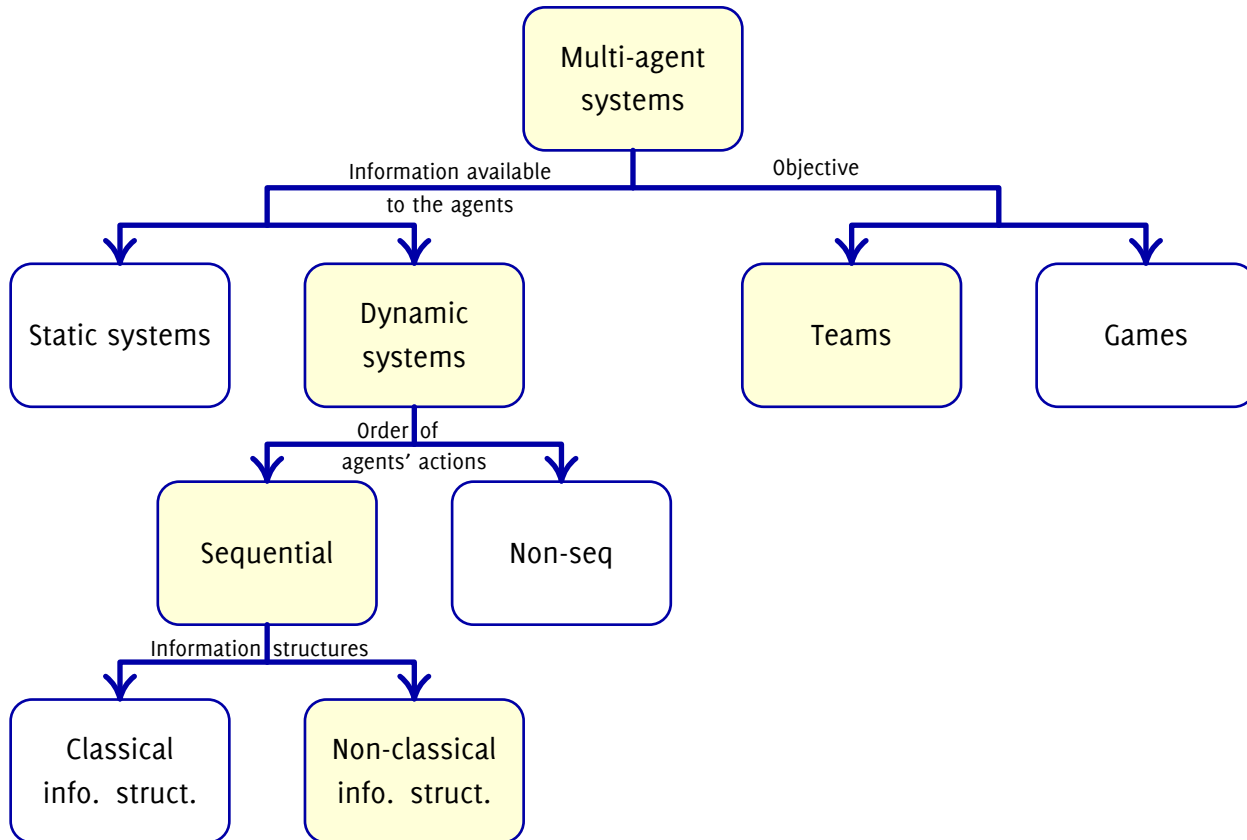 Multi-agent
systems
Information available
to the agents
Objective
Static systems
Dynamic
systems
Teams
Games
Order of
agents’ actions
Sequential
Non-seq
Information structures
Classical
info. struct.
Non-classical
info. struct.